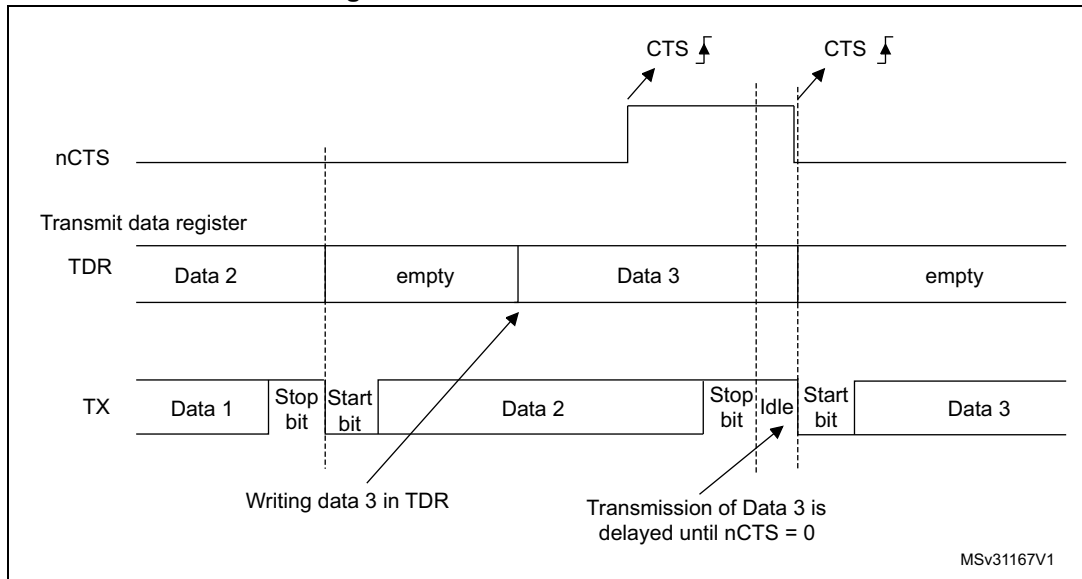 CTS CTS
nCTS
Transmit data register
TDR Data 2 empty Data 3 empty
TX Data 1 Stop bit Start bit Data 2 Stop bit Idle Start bit Data 3
Writing data 3 in TDR
Transmission of Data 3 is
delayed until nCTS = 0
MSv31167V1